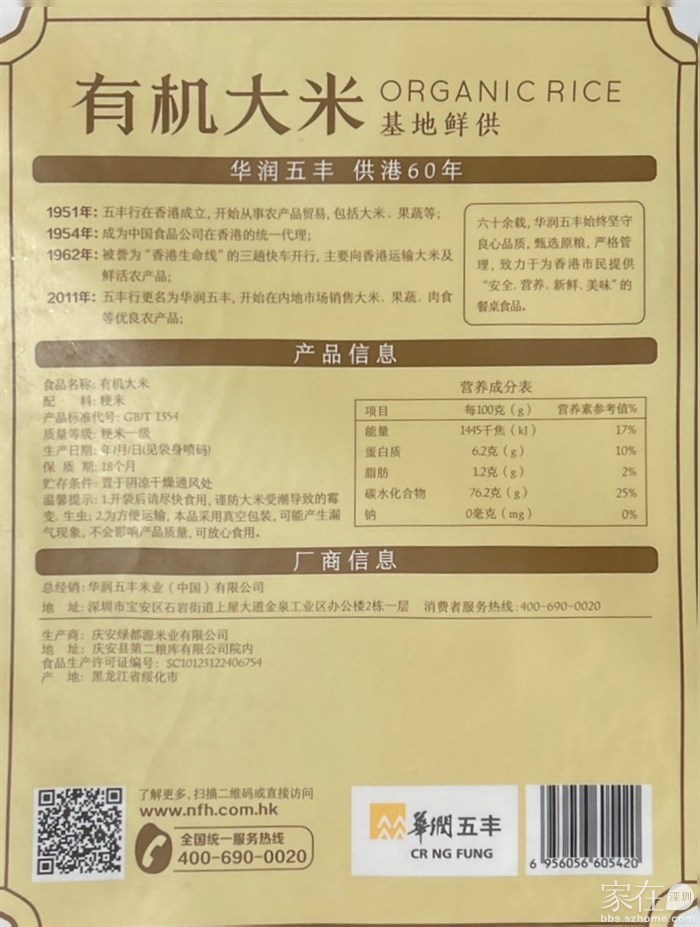 有机大米 ORGANIC RICE
基地鲜供
华润五丰 供港60年
1951年: 五丰行在香港成立, 开始从事农产品贸易, 包括大米、果蔬等;
1954年: 成为中国食品公司在香港的统一代理;
1962年: 被誉为“香港生命线”的三趟快车开行, 主要向香港运输大米及
鲜活农产品;
2011年: 五丰行更名为华润五丰, 开始在内地市场销售大米、果蔬、肉食
等优良农产品;
六十余载, 华润五丰始终坚守
良心品质, 甄选原粮, 严格管
理, 致力于为香港市民提供
“安全、营养、新鲜、美味”的
餐桌食品。
产品信息
食品名称: 有机大米
配 料: 粳米
产品标准代号: GB/T 1354
质量等级: 粳米一级
生产日期: 年/月/日(见袋身喷码)
保 质 期: 18个月
贮存条件: 置于阴凉干燥通风处
温馨提示: 1.开袋后请尽快食用, 谨防大米受潮导致的霉
变、生虫; 2.为方便运输, 本品采用真空包装, 可能产生漏
气现象, 不会影响产品质量, 可放心食用。
营养成分表
项目 每100克(g) 营养素参考值%
能量 1445千焦(kJ) 17%
蛋白质 6.2克(g) 10%
脂肪 1.2克(g) 2%
碳水化合物 76.2克(g) 25%
钠 0毫克(mg) 0%
厂商信息
总经销: 华润五丰米业(中国)有限公司
地 址: 深圳市宝安区石岩街道上屋大道金泉工业区办公楼2栋一层 消费者服务热线: 400-690-0020
生产商: 庆安绿都源米业有限公司
地 址: 庆安县第二粮库有限公司院内
食品生产许可证编号: SC10123122406754
产 地: 黑龙江省绥化市
了解更多, 扫描二维码或直接访问
www.nfh.com.hk
全国统一服务热线
400-690-0020
華潤五丰
CR NG FUNG
6 956056 605420
家在深圳
bbs.szhome.com